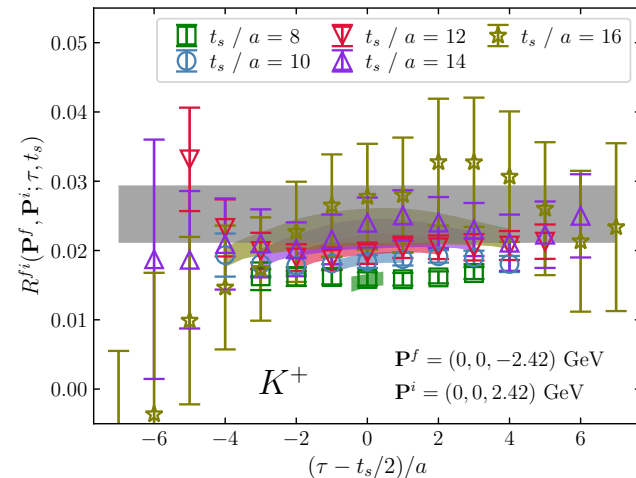 t_s / a = 8 t_s / a = 12 t_s / a = 16
t_s / a = 10 t_s / a = 14
R^{fi}(P^f, P^i; τ, t_s)
0.05
0.04
0.03
0.02
0.01
0.00
K^+
P^f = (0, 0, −2.42) GeV
P^i = (0, 0, 2.42) GeV
−6 −4 −2 0 2 4 6
(τ − t_s/2)/a